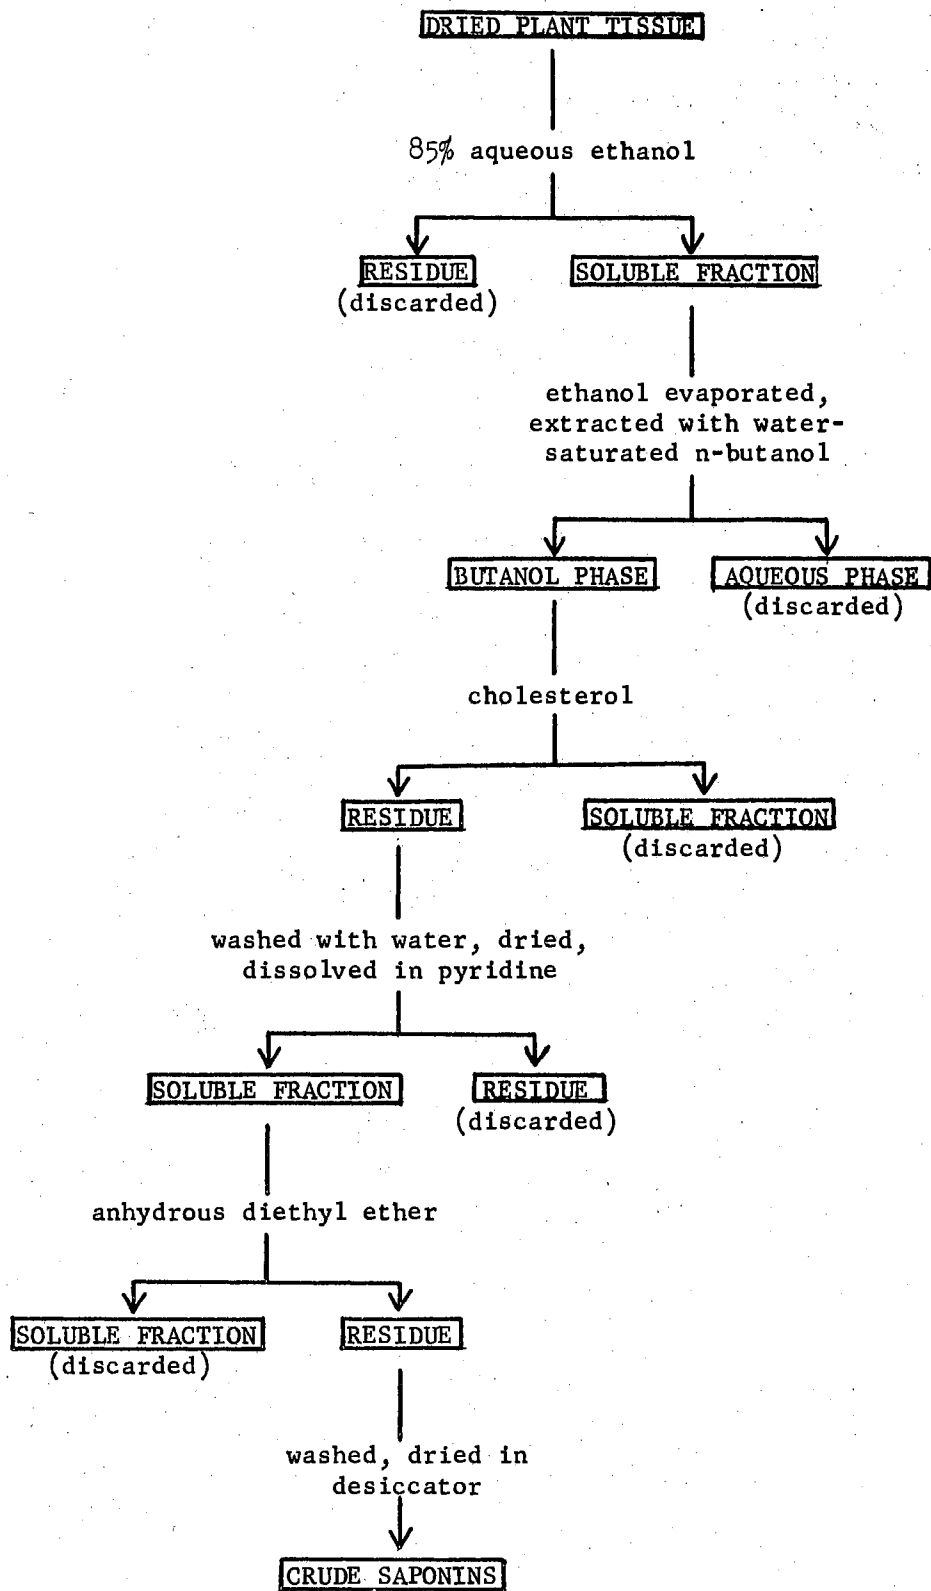 DRIED PLANT TISSUE
85% aqueous ethanol
RESIDUE
(discarded)
SOLUBLE FRACTION
ethanol evaporated,
extracted with water-
saturated n-butanol
BUTANOL PHASE
AQUEOUS PHASE
(discarded)
cholesterol
RESIDUE
SOLUBLE FRACTION
(discarded)
washed with water, dried,
dissolved in pyridine
SOLUBLE FRACTION
RESIDUE
(discarded)
anhydrous diethyl ether
SOLUBLE FRACTION
(discarded)
RESIDUE
washed, dried in
desiccator
CRUDE SAPONINS